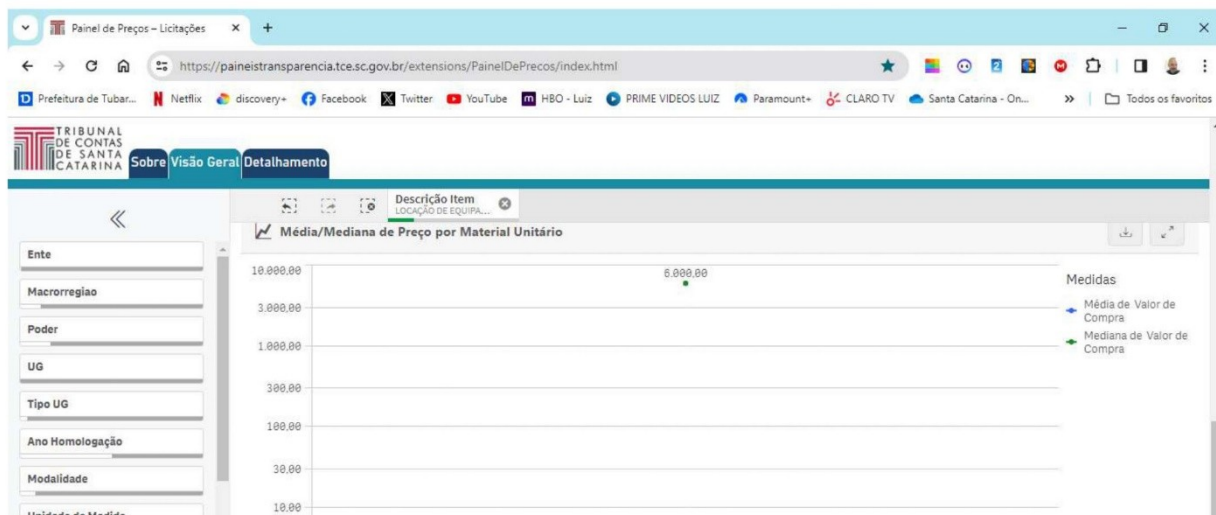 Painel de Preços – Licitações
https://paineistransparencia.tce.sc.gov.br/extensions/PainelDePrecos/index.html
Prefeitura de Tubar... Netflix discovery+ Facebook Twitter YouTube HBO - Luiz PRIME VIDEOS LUIZ Paramount+ CLARO TV Santa Catarina - On... » Todos os favoritos
TRIBUNAL
DE CONTAS
DE SANTA
CATARINA
Sobre Visão Geral Detalhamento
Descrição Item
LOCAÇÃO DE EQUIPA...
Média/Mediana de Preço por Material Unitário
Ente
Macrorregiao
Poder
UG
Tipo UG
Ano Homologação
Modalidade
Unidade de Medida
10.000,00
3.000,00
1.000,00
300,00
100,00
30,00
10,00
6.000,00
Medidas
Média de Valor de
Compra
Mediana de Valor de
Compra